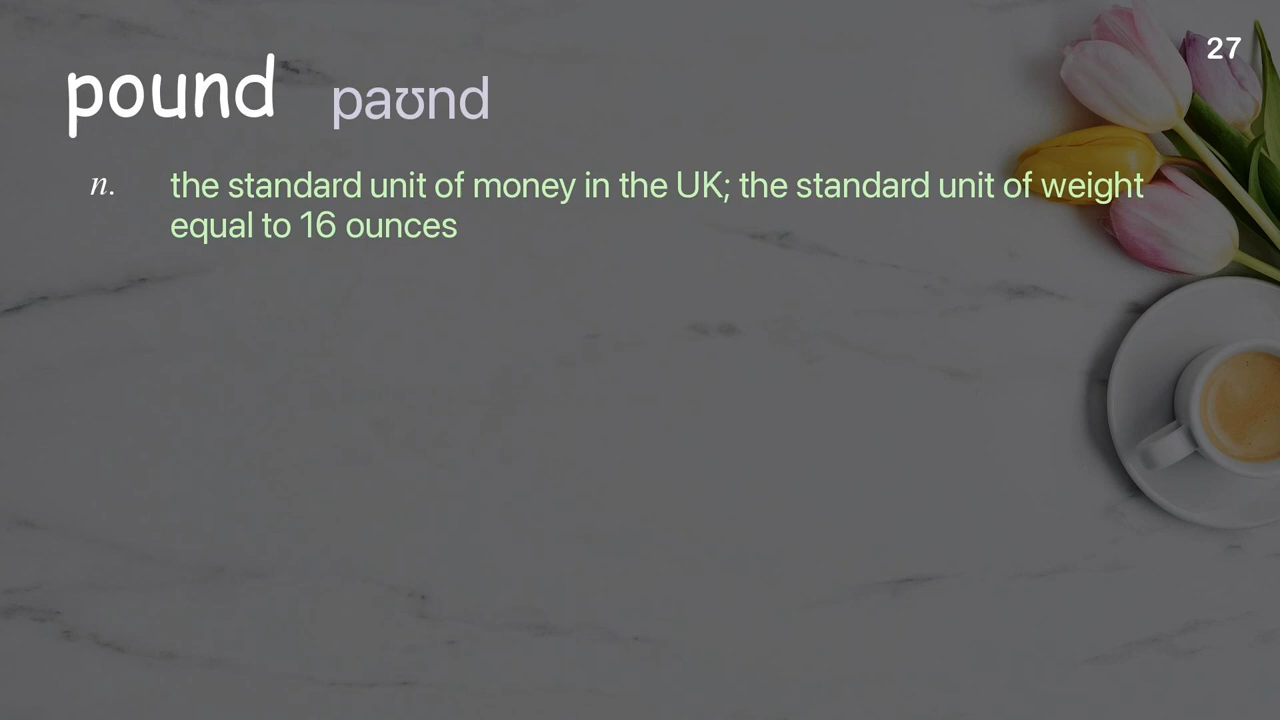 27
pound paʊnd
n. the standard unit of money in the UK; the standard unit of weight
equal to 16 ounces